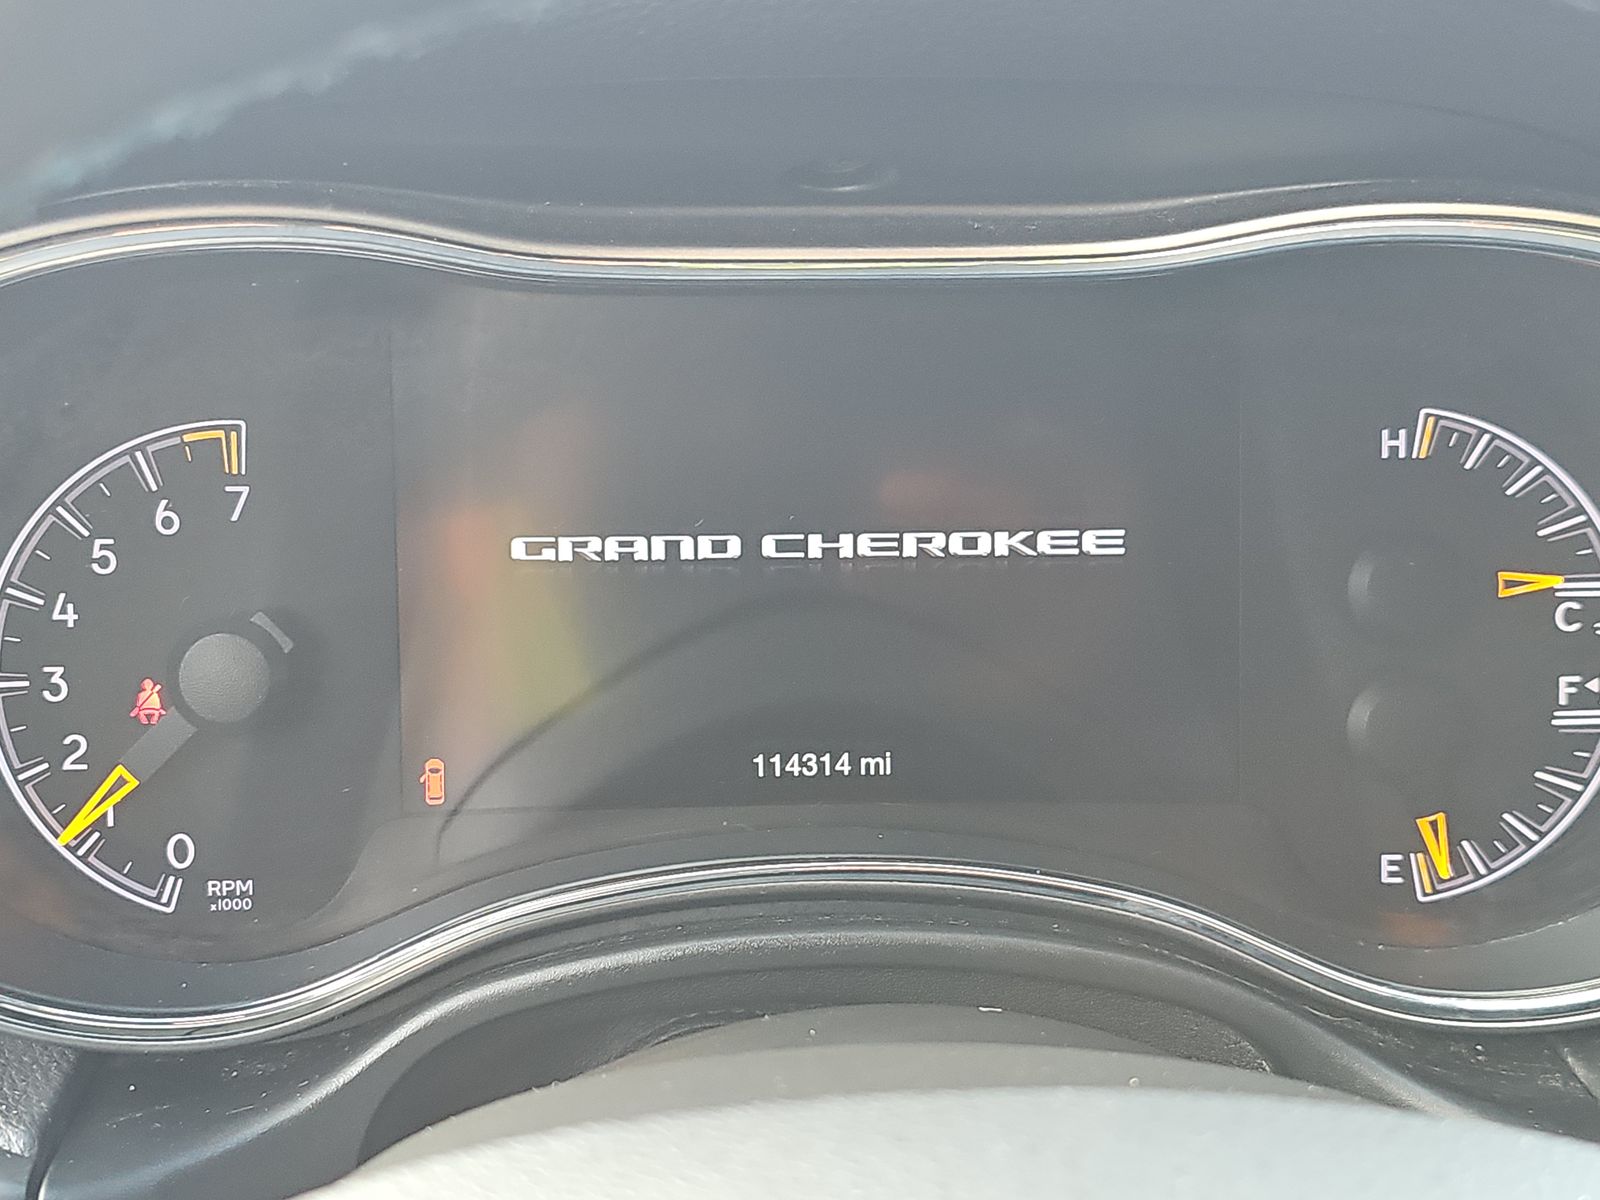 7
6
5
4
3
2
1
0
RPM
x1000
GRAND CHEROKEE
114314 mi
H
C
F
E